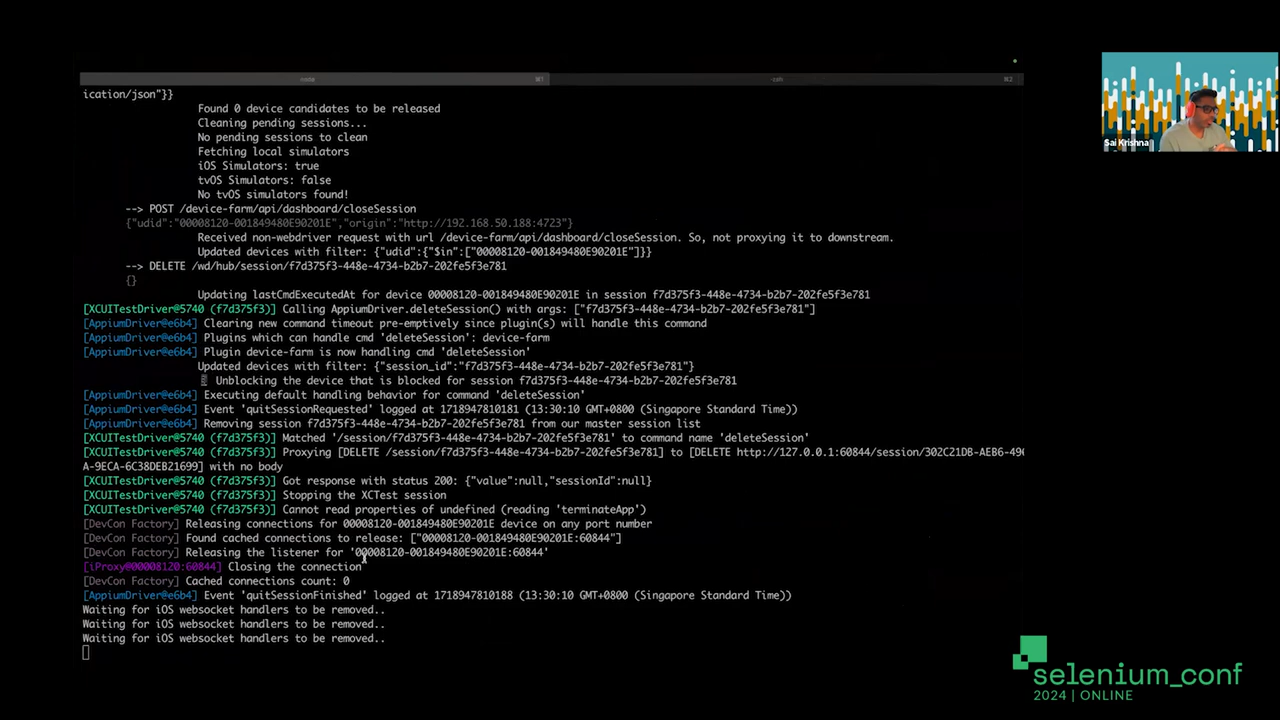 node
⌘1
-zsh
⌘2
ication/json"}}
Found 0 device candidates to be released
Cleaning pending sessions...
No pending sessions to clean
Fetching local simulators
iOS Simulators: true
tvOS Simulators: false
No tvOS simulators found!
--> POST /device-farm/api/dashboard/closeSession
{"udid":"00008120-001849480E90201E","origin":"http://192.168.50.188:4723"}
Received non-webdriver request with url /device-farm/api/dashboard/closeSession. So, not proxying it to downstream.
Updated devices with filter: {"udid":{"$in":["00008120-001849480E90201E"]}}
--> DELETE /wd/hub/session/f7d375f3-448e-4734-b2b7-202fe5f3e781
{}
Updating lastCmdExecutedAt for device 00008120-001849480E90201E in session f7d375f3-448e-4734-b2b7-202fe5f3e781
[XCUITestDriver@5740 (f7d375f3)] Calling AppiumDriver.deleteSession() with args: ["f7d375f3-448e-4734-b2b7-202fe5f3e781"]
[AppiumDriver@e6b4] Clearing new command timeout pre-emptively since plugin(s) will handle this command
[AppiumDriver@e6b4] Plugins which can handle cmd 'deleteSession': device-farm
[AppiumDriver@e6b4] Plugin device-farm is now handling cmd 'deleteSession'
Updated devices with filter: {"session_id":"f7d375f3-448e-4734-b2b7-202fe5f3e781"}
Unblocking the device that is blocked for session f7d375f3-448e-4734-b2b7-202fe5f3e781
[AppiumDriver@e6b4] Executing default handling behavior for command 'deleteSession'
[AppiumDriver@e6b4] Event 'quitSessionRequested' logged at 1718947810181 (13:30:10 GMT+0800 (Singapore Standard Time))
[AppiumDriver@e6b4] Removing session f7d375f3-448e-4734-b2b7-202fe5f3e781 from our master session list
[XCUITestDriver@5740 (f7d375f3)] Matched '/session/f7d375f3-448e-4734-b2b7-202fe5f3e781' to command name 'deleteSession'
[XCUITestDriver@5740 (f7d375f3)] Proxying [DELETE /session/f7d375f3-448e-4734-b2b7-202fe5f3e781] to [DELETE http://127.0.0.1:60844/session/302C21DB-AEB6-496
A-9ECA-6C38DEB21699] with no body
[XCUITestDriver@5740 (f7d375f3)] Got response with status 200: {"value":null,"sessionId":null}
[XCUITestDriver@5740 (f7d375f3)] Stopping the XCTest session
[XCUITestDriver@5740 (f7d375f3)] Cannot read properties of undefined (reading 'terminateApp')
[DevCon Factory] Releasing connections for 00008120-001849480E90201E device on any port number
[DevCon Factory] Found cached connections to release: ["00008120-001849480E90201E:60844"]
[DevCon Factory] Releasing the listener for '00008120-001849480E90201E:60844'
[iProxy@00008120:60844] Closing the connection
[DevCon Factory] Cached connections count: 0
[AppiumDriver@e6b4] Event 'quitSessionFinished' logged at 1718947810188 (13:30:10 GMT+0800 (Singapore Standard Time))
Waiting for iOS websocket handlers to be removed..
Waiting for iOS websocket handlers to be removed..
Waiting for iOS websocket handlers to be removed..
Sai Krishna
selenium_conf
2024 | ONLINE